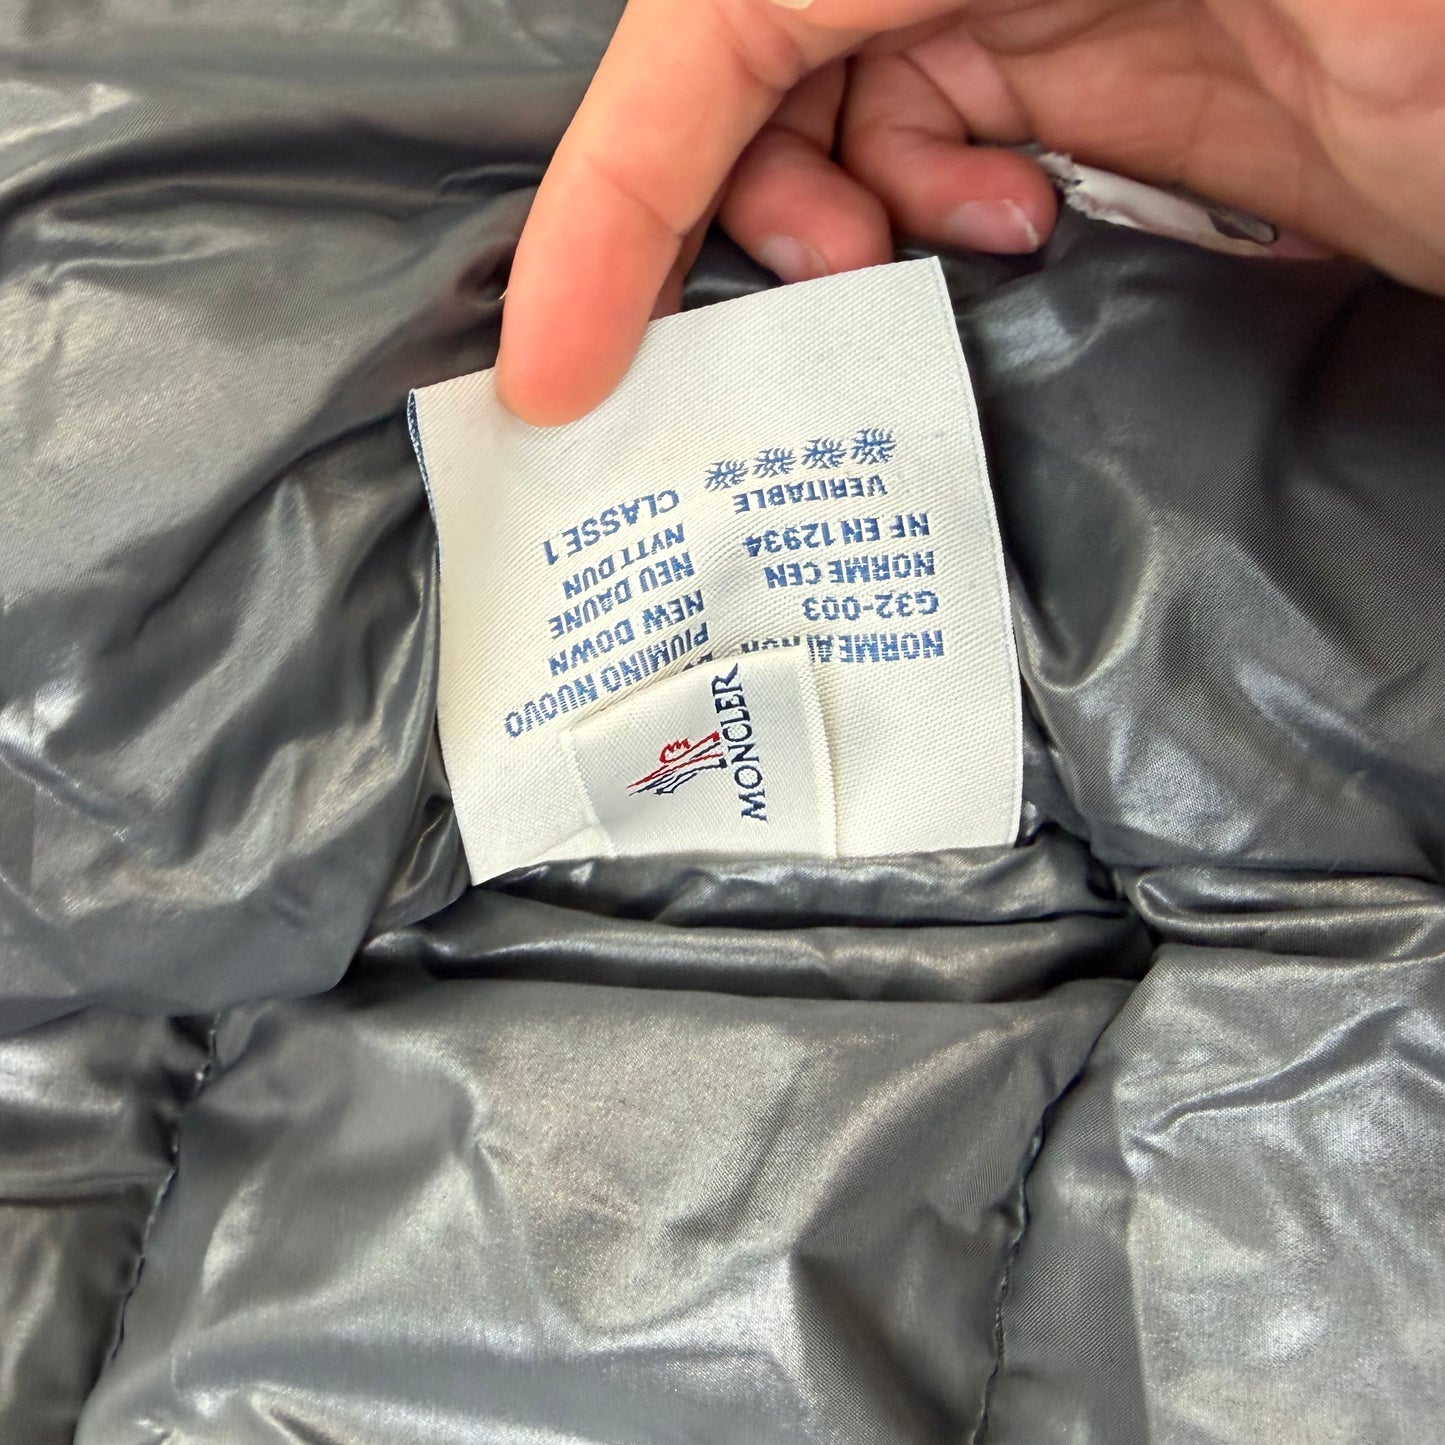 NORME A
G32-003
NORME CEN
NF EN 12934
VERITABLE
PIUMINO NUOVO
NEW DOWN
NEU DAUNE
NYTT DUN
CLASSE 1
MONCLER